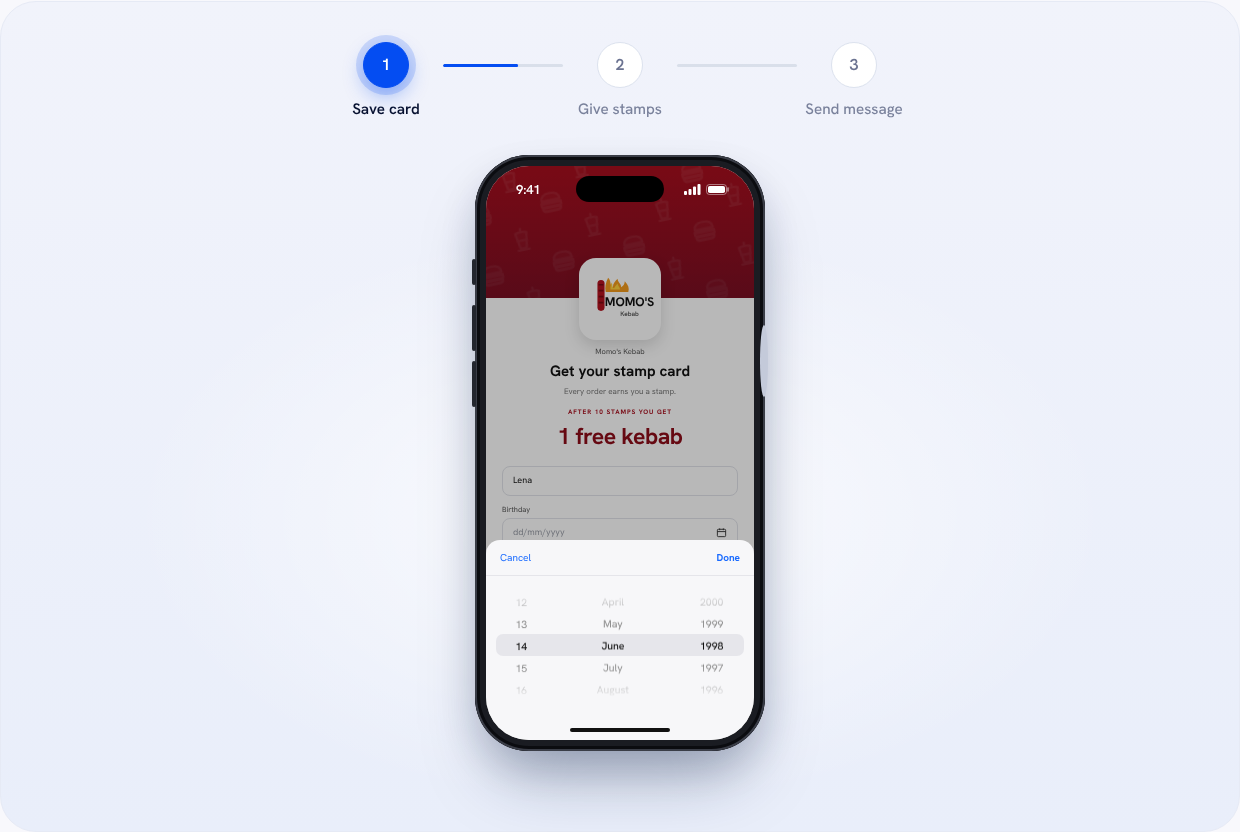 1
2
3
Save card
Give stamps
Send message
9:41
MOMO'S
Kebab
Momo's Kebab
Get your stamp card
Every order earns you a stamp.
AFTER 10 STAMPS YOU GET
1 free kebab
Lena
Birthday
dd/mm/yyyy
Cancel Done
12 April 2000
13 May 1999
14 June 1998
15 July 1997
16 August 1996